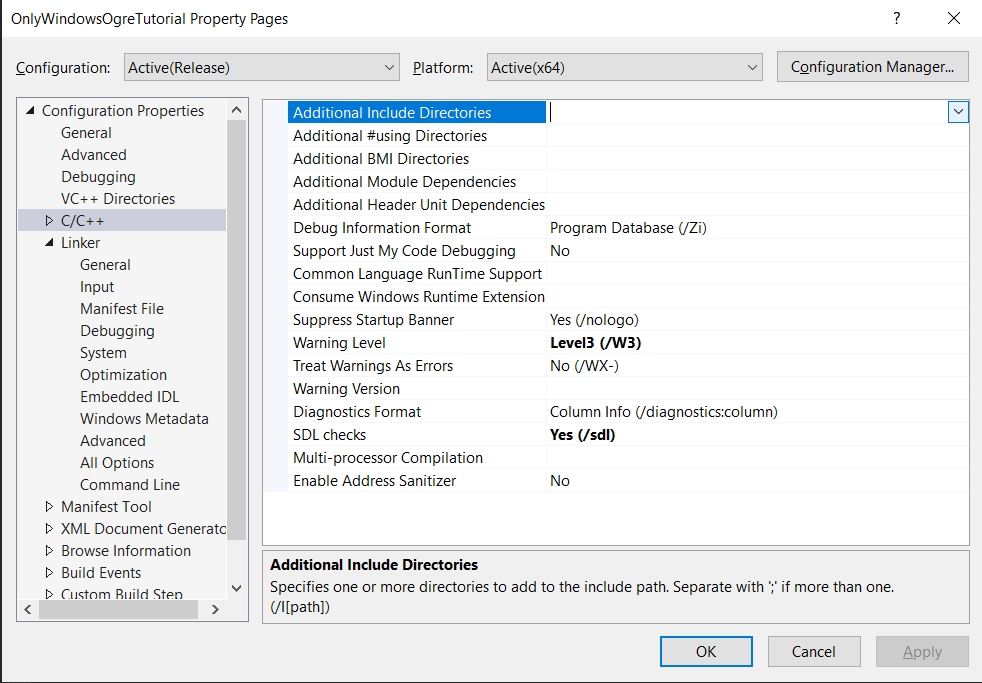 OnlyWindowsOgreTutorial Property Pages
?
Configuration: Active(Release) Platform: Active(x64) Configuration Manager...
Configuration Properties
General
Advanced
Debugging
VC++ Directories
C/C++
Linker
General
Input
Manifest File
Debugging
System
Optimization
Embedded IDL
Windows Metadata
Advanced
All Options
Command Line
Manifest Tool
XML Document Generato
Browse Information
Build Events
Custom Build Step
Additional Include Directories
Additional #using Directories
Additional BMI Directories
Additional Module Dependencies
Additional Header Unit Dependencies
Debug Information Format Program Database (/Zi)
Support Just My Code Debugging No
Common Language RunTime Support
Consume Windows Runtime Extension
Suppress Startup Banner Yes (/nologo)
Warning Level Level3 (/W3)
Treat Warnings As Errors No (/WX-)
Warning Version
Diagnostics Format Column Info (/diagnostics:column)
SDL checks Yes (/sdl)
Multi-processor Compilation
Enable Address Sanitizer No
Additional Include Directories
Specifies one or more directories to add to the include path. Separate with ';' if more than one.
(/I[path])
OK Cancel Apply